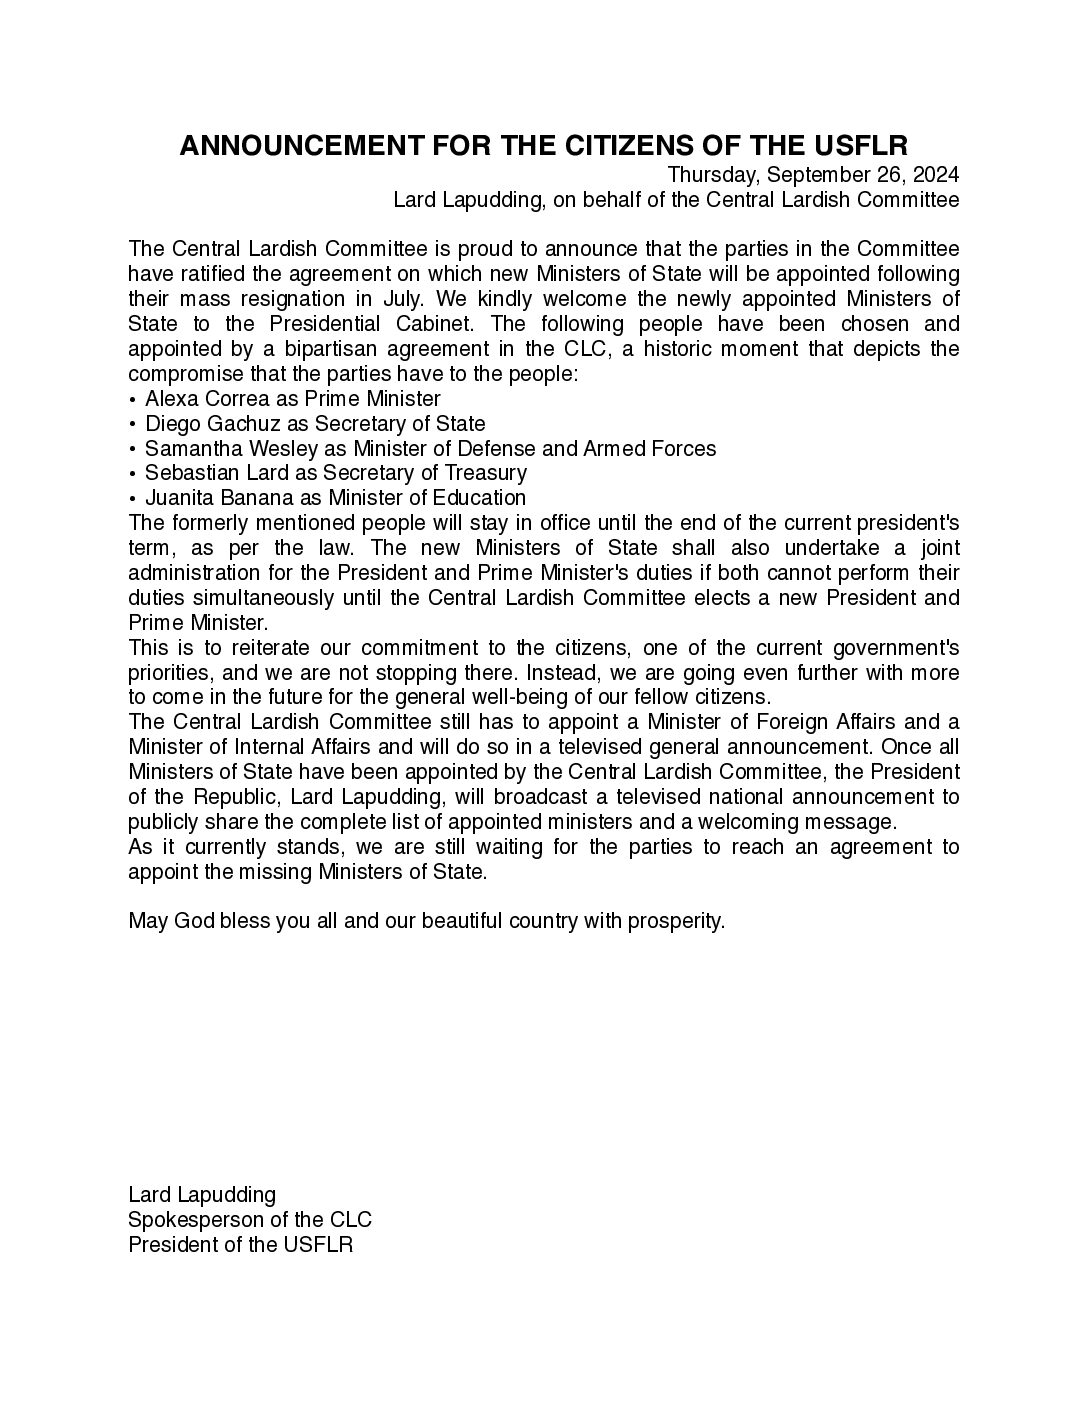 ANNOUNCEMENT FOR THE CITIZENS OF THE USFLR
Thursday, September 26, 2024
Lard Lapudding, on behalf of the Central Lardish Committee
The Central Lardish Committee is proud to announce that the parties in the Committee
have ratified the agreement on which new Ministers of State will be appointed following
their mass resignation in July. We kindly welcome the newly appointed Ministers of
State to the Presidential Cabinet. The following people have been chosen and
appointed by a bipartisan agreement in the CLC, a historic moment that depicts the
compromise that the parties have to the people:
• Alexa Correa as Prime Minister
• Diego Gachuz as Secretary of State
• Samantha Wesley as Minister of Defense and Armed Forces
• Sebastian Lard as Secretary of Treasury
• Juanita Banana as Minister of Education
The formerly mentioned people will stay in office until the end of the current president's
term, as per the law. The new Ministers of State shall also undertake a joint
administration for the President and Prime Minister's duties if both cannot perform their
duties simultaneously until the Central Lardish Committee elects a new President and
Prime Minister.
This is to reiterate our commitment to the citizens, one of the current government's
priorities, and we are not stopping there. Instead, we are going even further with more
to come in the future for the general well-being of our fellow citizens.
The Central Lardish Committee still has to appoint a Minister of Foreign Affairs and a
Minister of Internal Affairs and will do so in a televised general announcement. Once all
Ministers of State have been appointed by the Central Lardish Committee, the President
of the Republic, Lard Lapudding, will broadcast a televised national announcement to
publicly share the complete list of appointed ministers and a welcoming message.
As it currently stands, we are still waiting for the parties to reach an agreement to
appoint the missing Ministers of State.
May God bless you all and our beautiful country with prosperity.
Lard Lapudding
Spokesperson of the CLC
President of the USFLR